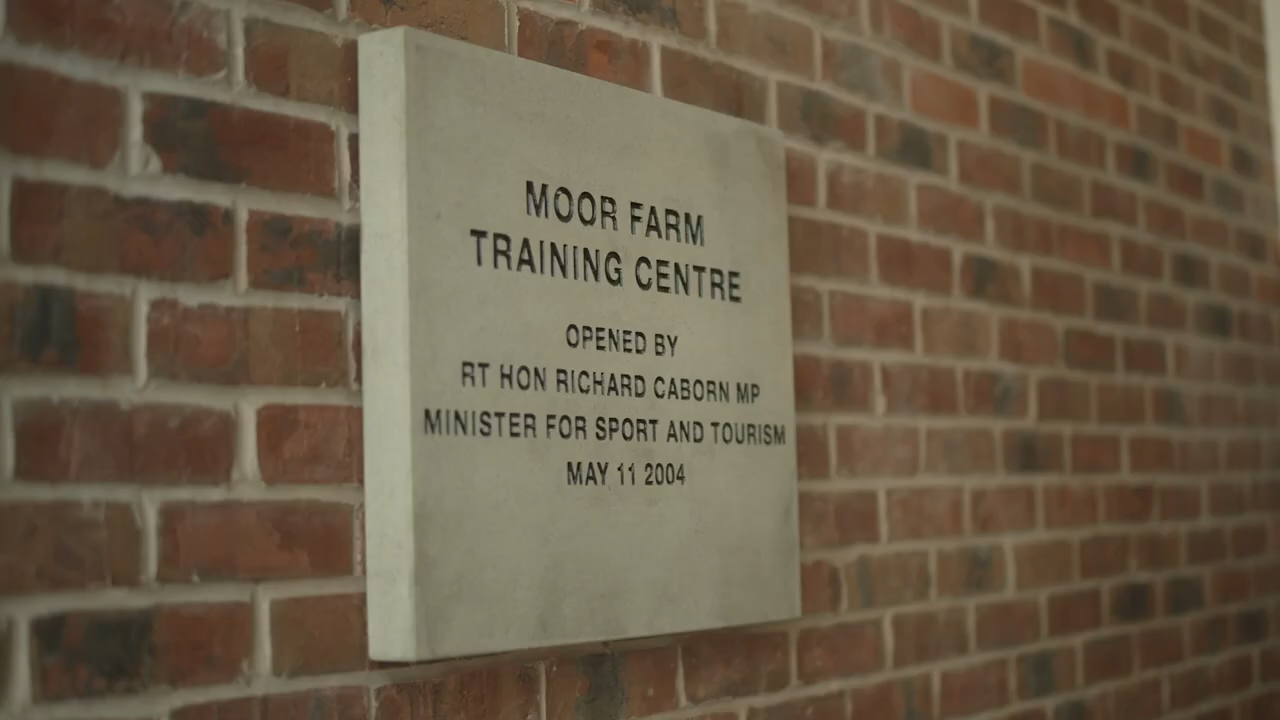 MOOR FARM
TRAINING CENTRE
OPENED BY
RT HON RICHARD CABORN MP
MINISTER FOR SPORT AND TOURISM
MAY 11 2004